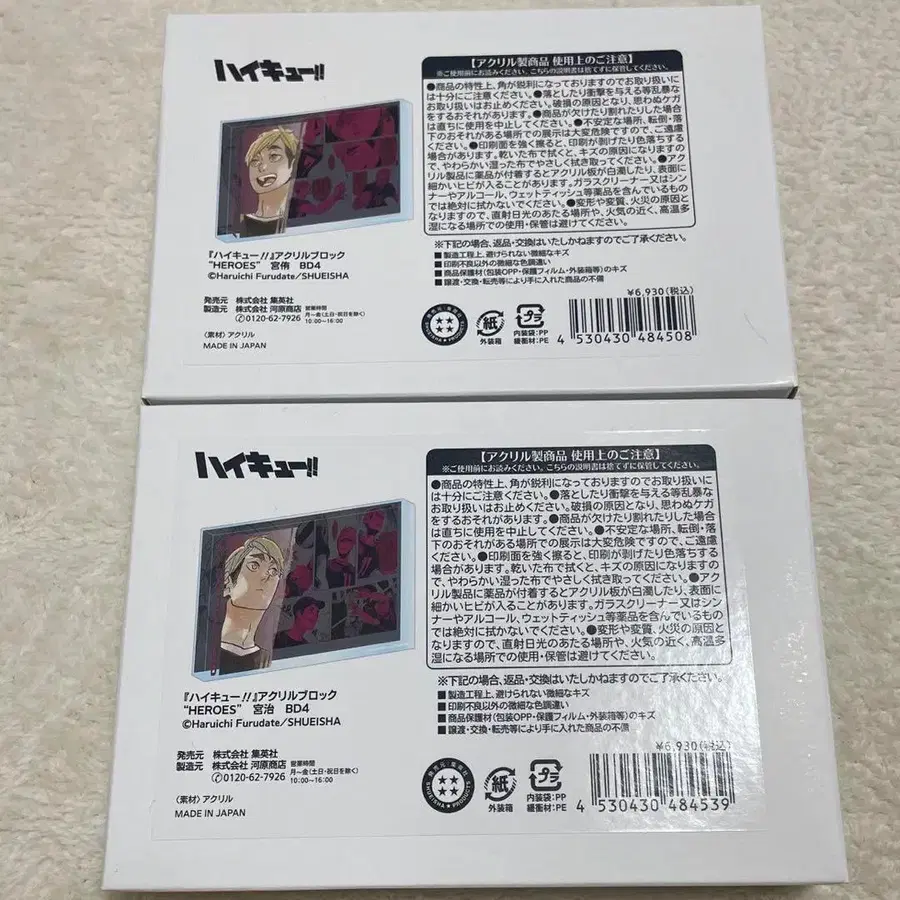 ハイキュー!!
【アクリル製商品 使用上のご注意】
※ご使用前にお読みください。こちらの説明書は捨てずに保管してください。
●商品の特性上、角が鋭利になっておりますのでお取り扱いに
は十分にご注意ください。●落としたり衝撃を与える等乱暴な
お取り扱いはお止めください。破損の原因となり、思わぬケガ
をするおそれがあります。●商品が欠けたり割れたりした場合
は直ちに使用を中止してください。●不安定な場所、転倒・落
下のおそれがある場所での展示は大変危険ですので、ご遠慮
ください。●印刷面を強く擦ると、印刷が剥げたり色落ちする
場合があります。乾いた布で拭くと、キズの原因になりますの
で、やわらかい湿った布でやさしく拭き取ってください。●アク
リル製品に薬品が付着するとアクリル板が白濁したり、表面に
細かいヒビが入ることがあります。ガラスクリーナー又はシン
ナーやアルコール、ウェットティッシュ等薬品を含んでいるもの
では絶対に拭かないでください。●変形や変質、火災の原因と
なりますので、直射日光のあたる場所や、火気の近く、高温多
湿になる場所での使用・保管は避けてください。
※下記の場合、返品・交換はいたしかねますのでご了承ください。
■製造工程上、避けられない微細なキズ
■印刷不良以外の微細な色調違い
■商品保護材(包装OPP・保護フィルム・外装箱等)のキズ
■譲渡・交換・転売等により手に入れた商品の不備
『ハイキュー!!』アクリルブロック
"HEROES" 宮侑 BD4
©Haruichi Furudate/SHUEISHA
発売元 株式会社 集英社
製造元 株式会社 河原商店 営業時間
0120-62-7926 月~金(土日・祝日を除く)
10:00~16:00
〈素材〉アクリル
MADE IN JAPAN
紙
外装箱
プラ
内装袋:PP
緩衝材:PE
¥6,930(税込)
4 530430 484508
ハイキュー!!
【アクリル製商品 使用上のご注意】
※ご使用前にお読みください。こちらの説明書は捨てずに保管してください。
●商品の特性上、角が鋭利になっておりますのでお取り扱いに
は十分にご注意ください。●落としたり衝撃を与える等乱暴な
お取り扱いはお止めください。破損の原因となり、思わぬケガ
をするおそれがあります。●商品が欠けたり割れたりした場合
は直ちに使用を中止してください。●不安定な場所、転倒・落
下のおそれがある場所での展示は大変危険ですので、ご遠慮
ください。●印刷面を強く擦ると、印刷が剥げたり色落ちする
場合があります。乾いた布で拭くと、キズの原因になりますの
で、やわらかい湿った布でやさしく拭き取ってください。●アク
リル製品に薬品が付着するとアクリル板が白濁したり、表面に
細かいヒビが入ることがあります。ガラスクリーナー又はシン
ナーやアルコール、ウェットティッシュ等薬品を含んでいるもの
では絶対に拭かないでください。●変形や変質、火災の原因と
なりますので、直射日光のあたる場所や、火気の近く、高温多
湿になる場所での使用・保管は避けてください。
※下記の場合、返品・交換はいたしかねますのでご了承ください。
■製造工程上、避けられない微細なキズ
■印刷不良以外の微細な色調違い
■商品保護材(包装OPP・保護フィルム・外装箱等)のキズ
■譲渡・交換・転売等により手に入れた商品の不備
『ハイキュー!!』アクリルブロック
"HEROES" 宮治 BD4
©Haruichi Furudate/SHUEISHA
発売元 株式会社 集英社
製造元 株式会社 河原商店 営業時間
0120-62-7926 月~金(土日・祝日を除く)
10:00~16:00
〈素材〉アクリル
MADE IN JAPAN
発売元:集英社
SHUEISHA PRODUCTS
紙
外装箱
プラ
内装袋:PP
緩衝材:PE
¥6,930(税込)
4 530430 484539